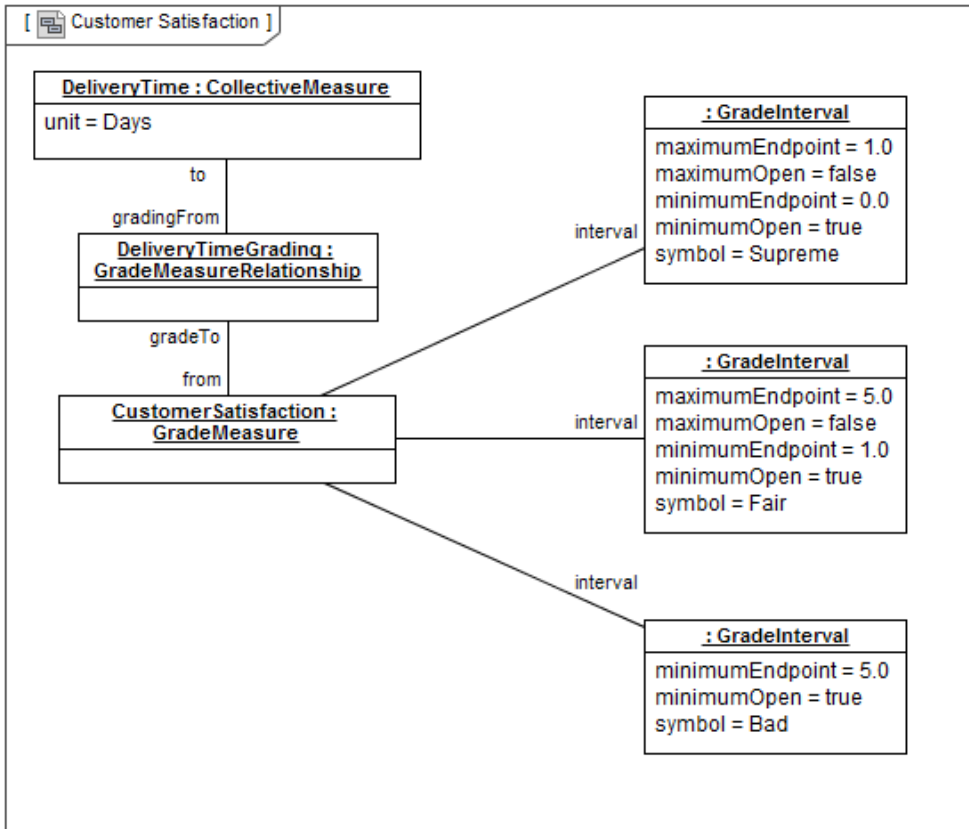 [ Customer Satisfaction ]
DeliveryTime : CollectiveMeasure
unit = Days
to
gradingFrom
DeliveryTimeGrading :
GradeMeasureRelationship
gradeTo
from
CustomerSatisfaction :
GradeMeasure
interval
: GradeInterval
maximumEndpoint = 1.0
maximumOpen = false
minimumEndpoint = 0.0
minimumOpen = true
symbol = Supreme
interval
: GradeInterval
maximumEndpoint = 5.0
maximumOpen = false
minimumEndpoint = 1.0
minimumOpen = true
symbol = Fair
interval
: GradeInterval
minimumEndpoint = 5.0
minimumOpen = true
symbol = Bad